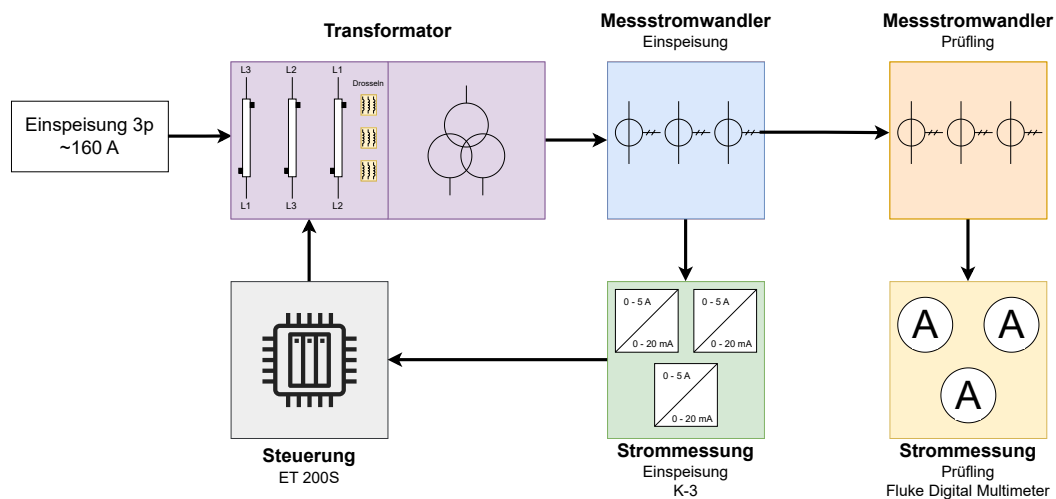 Transformator
Messstromwandler
Einspeisung
Messstromwandler
Prüfling
Einspeisung 3p
~160 A
L3
L2
L1
Drosseln
L1
L3
L2
0 - 5 A
0 - 20 mA
0 - 5 A
0 - 20 mA
0 - 5 A
0 - 20 mA
A
A
A
Steuerung
ET 200S
Strommessung
Einspeisung
K-3
Strommessung
Prüfling
Fluke Digital Multimeter